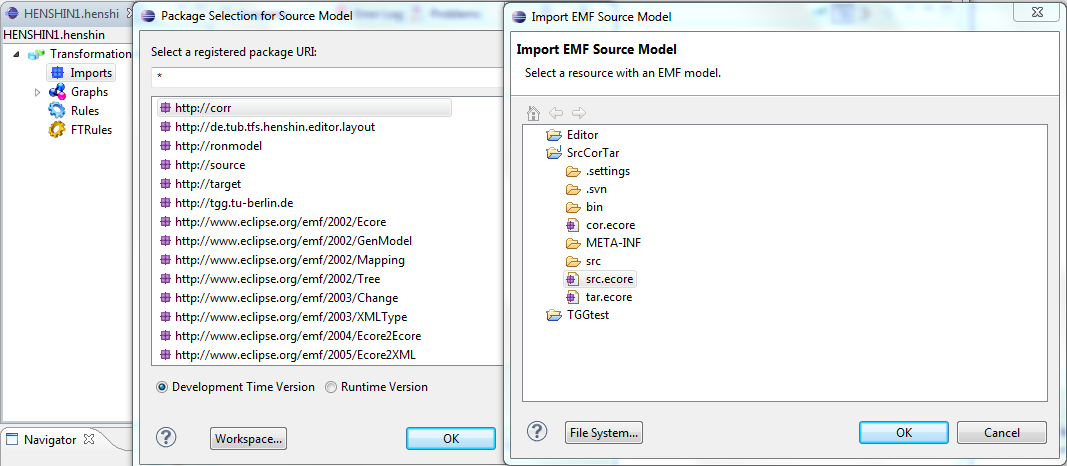 HENSHIN1.henshi
HENSHIN1.henshin
Transformation
Imports
Graphs
Rules
FTRules
Navigator
Package Selection for Source Model
Error Log
Problems
Select a registered package URI:
*
http://corr
http://de.tub.tfs.henshin.editor.layout
http://ronmodel
http://source
http://target
http://tgg.tu-berlin.de
http://www.eclipse.org/emf/2002/Ecore
http://www.eclipse.org/emf/2002/GenModel
http://www.eclipse.org/emf/2002/Mapping
http://www.eclipse.org/emf/2002/Tree
http://www.eclipse.org/emf/2003/Change
http://www.eclipse.org/emf/2003/XMLType
http://www.eclipse.org/emf/2004/Ecore2Ecore
http://www.eclipse.org/emf/2005/Ecore2XML
Development Time Version Runtime Version
? Workspace... OK
Import EMF Source Model
Import EMF Source Model
Select a resource with an EMF model.
Editor
SrcCorTar
.settings
.svn
bin
cor.ecore
META-INF
src
src.ecore
tar.ecore
TGGtest
? File System... OK Cancel